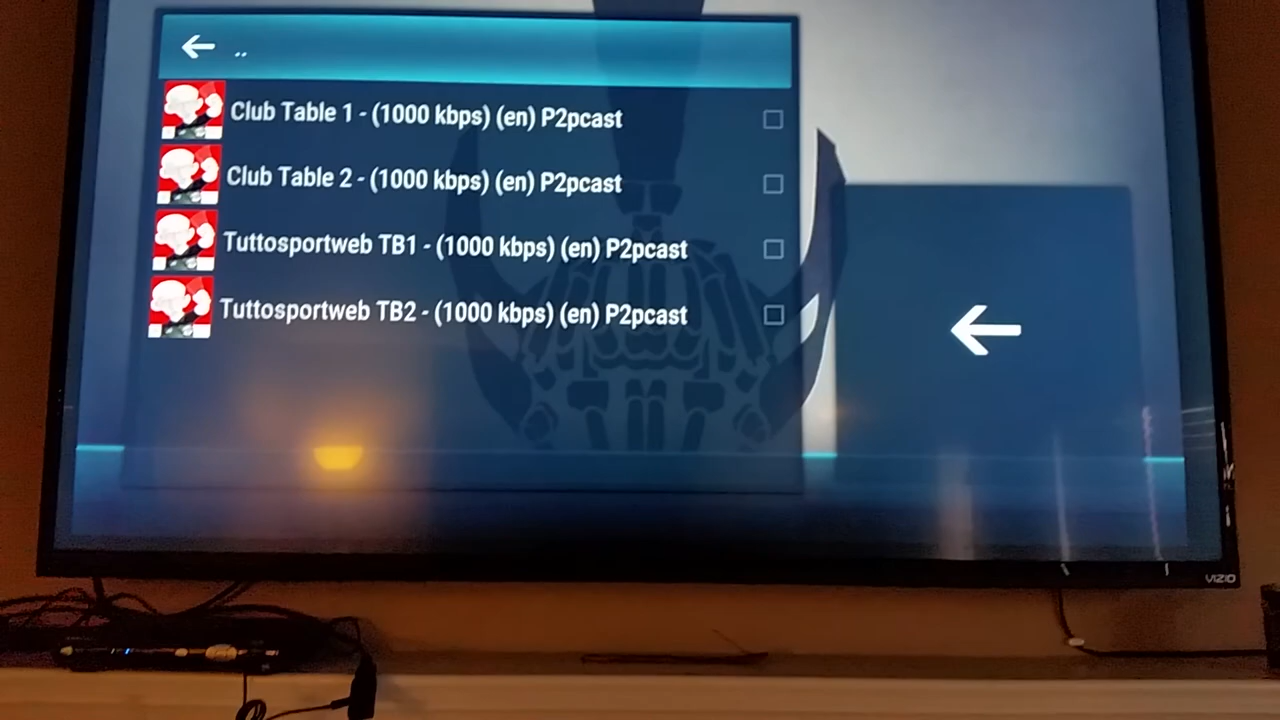 ..
Club Table 1 - (1000 kbps) (en) P2pcast
Club Table 2 - (1000 kbps) (en) P2pcast
Tuttosportweb TB1 - (1000 kbps) (en) P2pcast
Tuttosportweb TB2 - (1000 kbps) (en) P2pcast
VIZIO